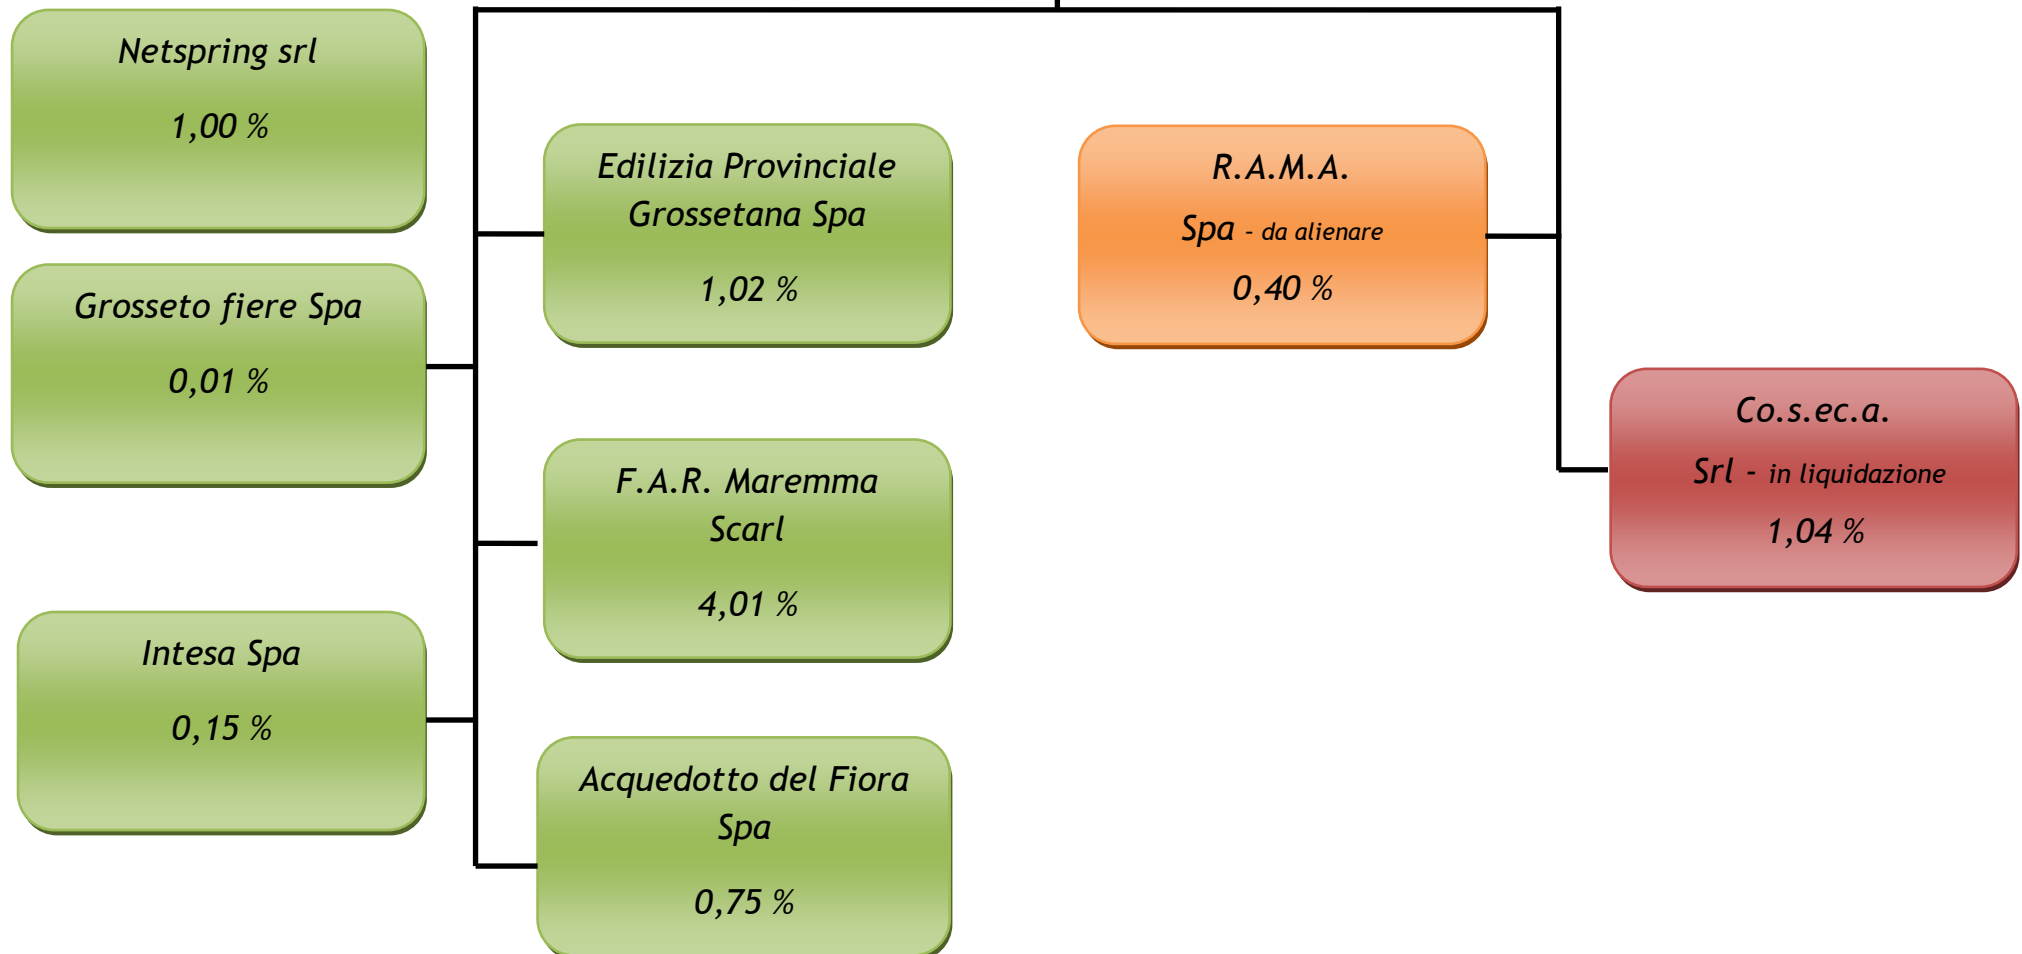 Netspring srl
1,00 %
Grosseto fiere Spa
0,01 %
Intesa Spa
0,15 %
Edilizia Provinciale
Grossetana Spa
1,02 %
F.A.R. Maremma
Scarl
4,01 %
Acquedotto del Fiora
Spa
0,75 %
R.A.M.A.
Spa - da alienare
0,40 %
Co.s.ec.a.
Srl - in liquidazione
1,04 %